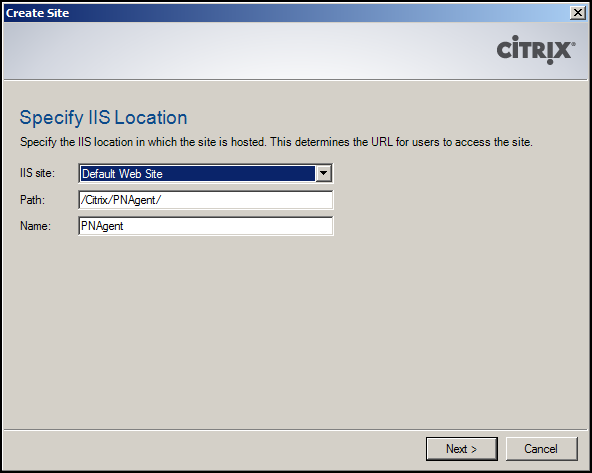 Create Site
CITRIX®
Specify IIS Location
Specify the IIS location in which the site is hosted. This determines the URL for users to access the site.
IIS site: Default Web Site
Path: /Citrix/PNAgent/
Name: PNAgent
Next > Cancel